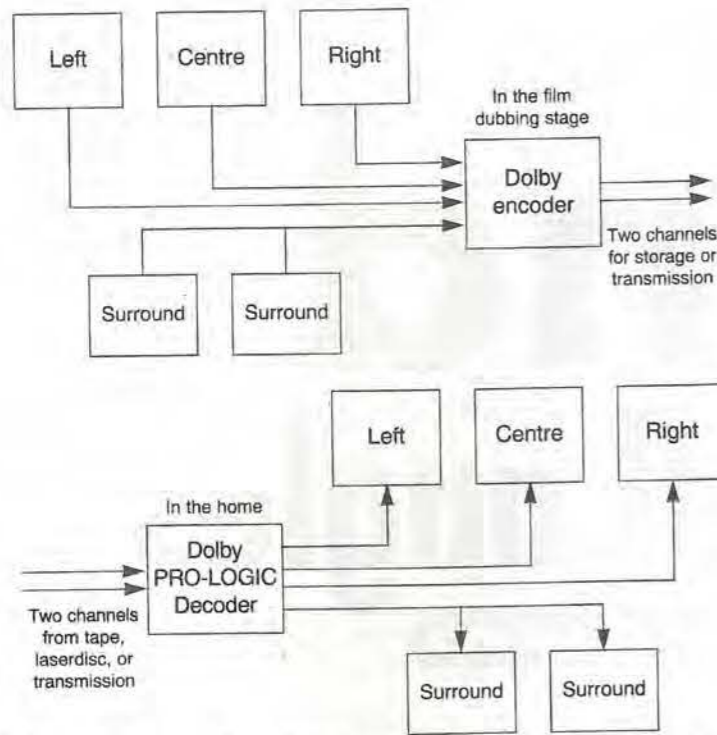 Left
Centre
Right
In the film
dubbing stage
Dolby
encoder
Two channels
for storage or
transmission
Surround
Surround
Left
Centre
Right
In the home
Dolby
PRO-LOGIC
Decoder
Two channels
from tape,
laserdisc, or
transmission
Surround
Surround